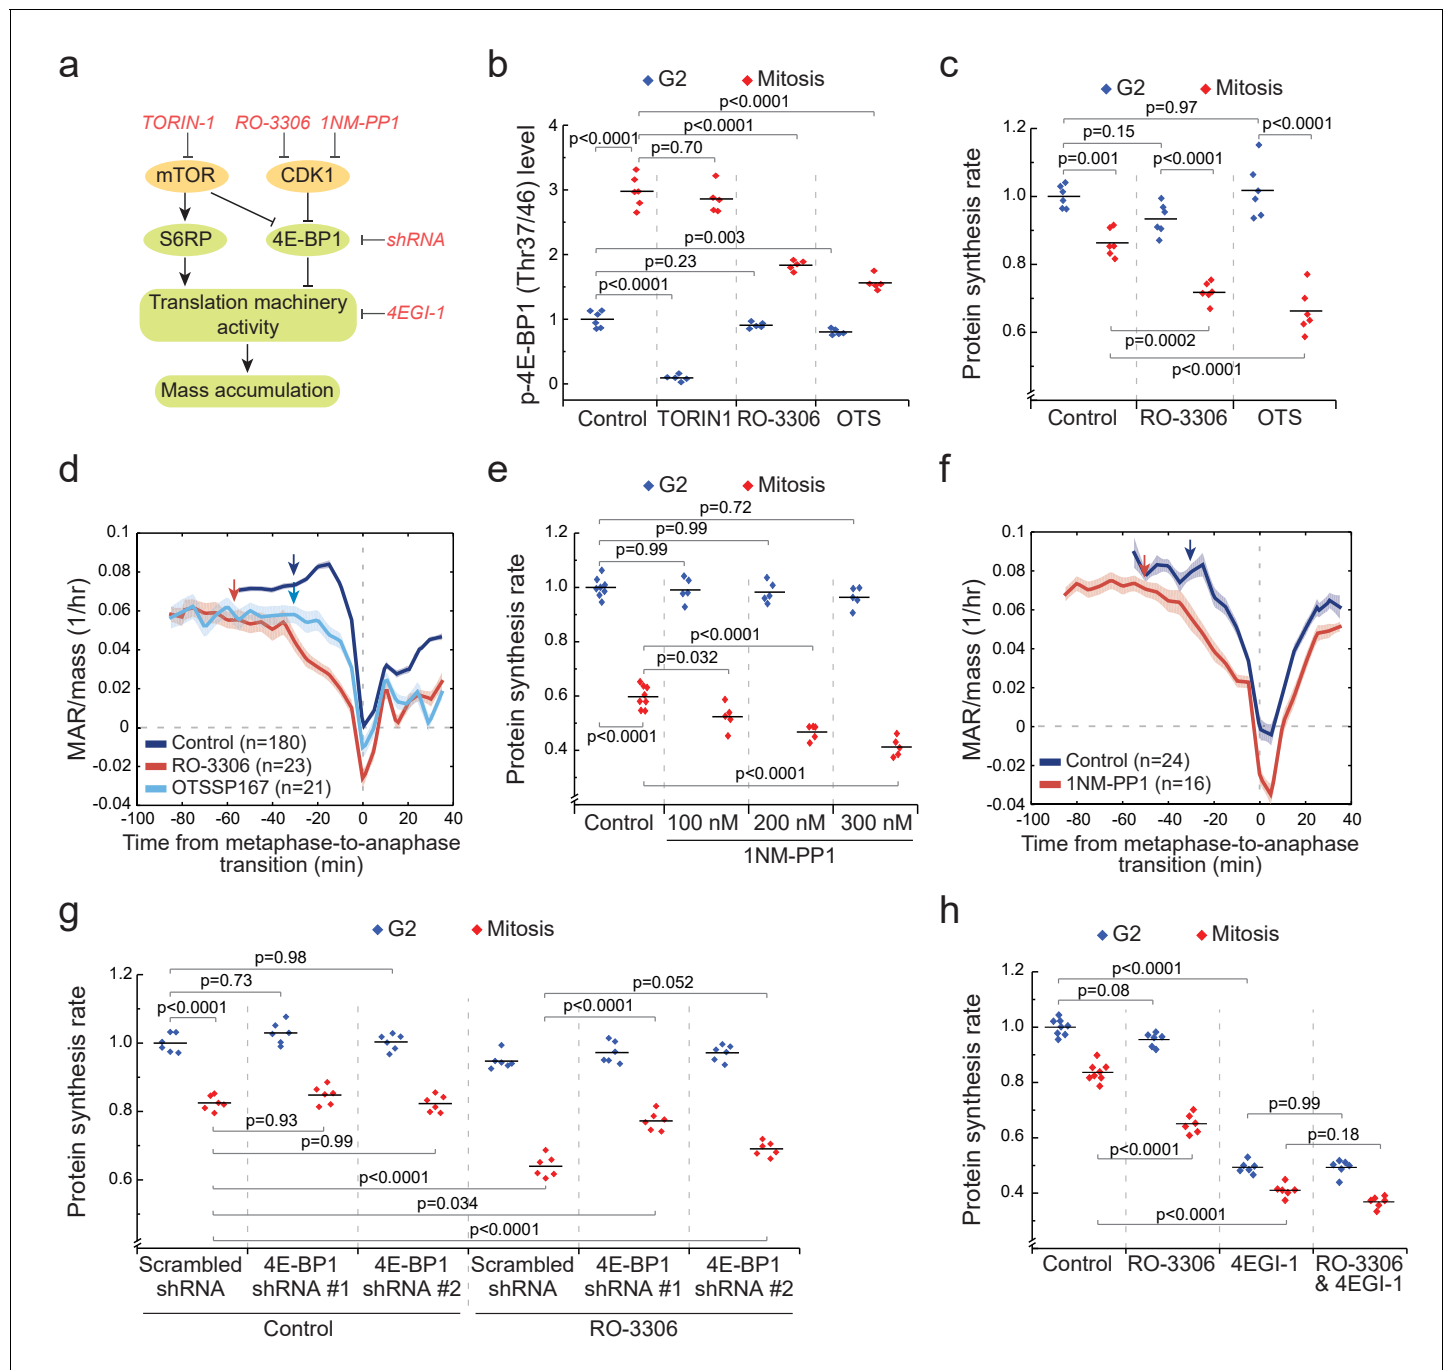 a
TORIN-1 RO-3306 1NM-PP1
mTOR CDK1
S6RP 4E-BP1 shRNA
Translation machinery
activity
4EGI-1
Mass accumulation
b
G2 Mitosis
p<0.0001
p<0.0001
p<0.0001
p=0.70
p=0.003
p=0.23
p<0.0001
p-4E-BP1 (Thr37/46) level
4
3
2
1
0
Control TORIN1 RO-3306 OTS
c
G2 Mitosis
p=0.97
p=0.15 p<0.0001
p=0.001 p<0.0001
p=0.0002
p<0.0001
Protein synthesis rate
1.2
1.0
0.8
0.6
Control RO-3306 OTS
d
MAR/mass (1/hr)
0.1
0.08
0.06
0.04
0.02
0
-0.02
-0.04
Control (n=180)
RO-3306 (n=23)
OTSSP167 (n=21)
-100 -80 -60 -40 -20 0 20 40
Time from metaphase-to-anaphase
transition (min)
e
G2 Mitosis
p=0.72
p=0.99
p=0.99
p<0.0001
p=0.032
p<0.0001
p<0.0001
Protein synthesis rate
1.2
1.0
0.8
0.6
0.4
Control 100 nM 200 nM 300 nM
1NM-PP1
f
MAR/mass (1/hr)
0.1
0.08
0.06
0.04
0.02
0
-0.02
-0.04
Control (n=24)
1NM-PP1 (n=16)
-100 -80 -60 -40 -20 0 20 40
Time from metaphase-to-anaphase
transition (min)
g
G2 Mitosis
p=0.98
p=0.73
p<0.0001
p=0.052
p<0.0001
p=0.93
p=0.99
p<0.0001
p=0.034
p<0.0001
Protein synthesis rate
1.2
1.0
0.8
0.6
Scrambled 4E-BP1 4E-BP1 Scrambled 4E-BP1 4E-BP1
shRNA shRNA #1 shRNA #2 shRNA shRNA #1 shRNA #2
Control RO-3306
h
G2 Mitosis
p<0.0001
p=0.08
p=0.99
p=0.18
p<0.0001
p<0.0001
Protein synthesis rate
1.2
1.0
0.8
0.6
0.4
Control RO-3306 4EGI-1 RO-3306
& 4EGI-1